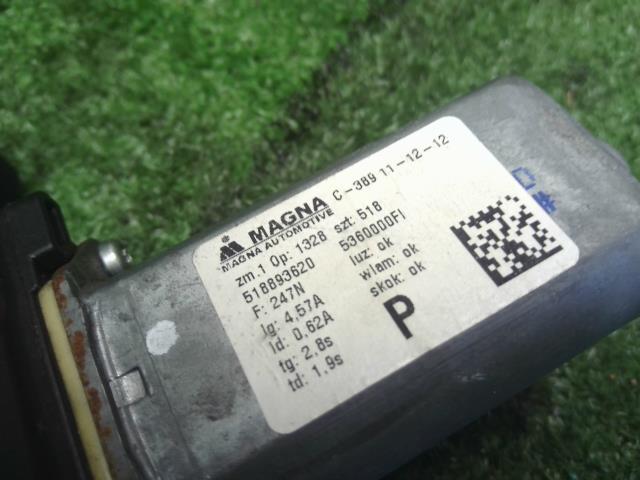 MAGNA C-389 11-12-12
MAGNA AUTOMOTIVE
zm.1 Op: 1328 szt: 518
518893620 5360000FI
F: 247N luz: ok
Ig: 4,57A wlam: ok
Id: 0,62A skok: ok
tg: 2,8s
td: 1,9s
P